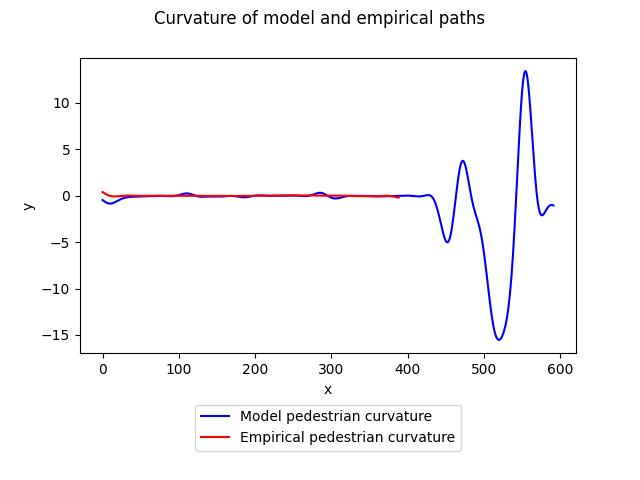 Curvature of model and empirical paths
10
5
0
−5
−10
−15
y
0 100 200 300 400 500 600
x
Model pedestrian curvature
Empirical pedestrian curvature